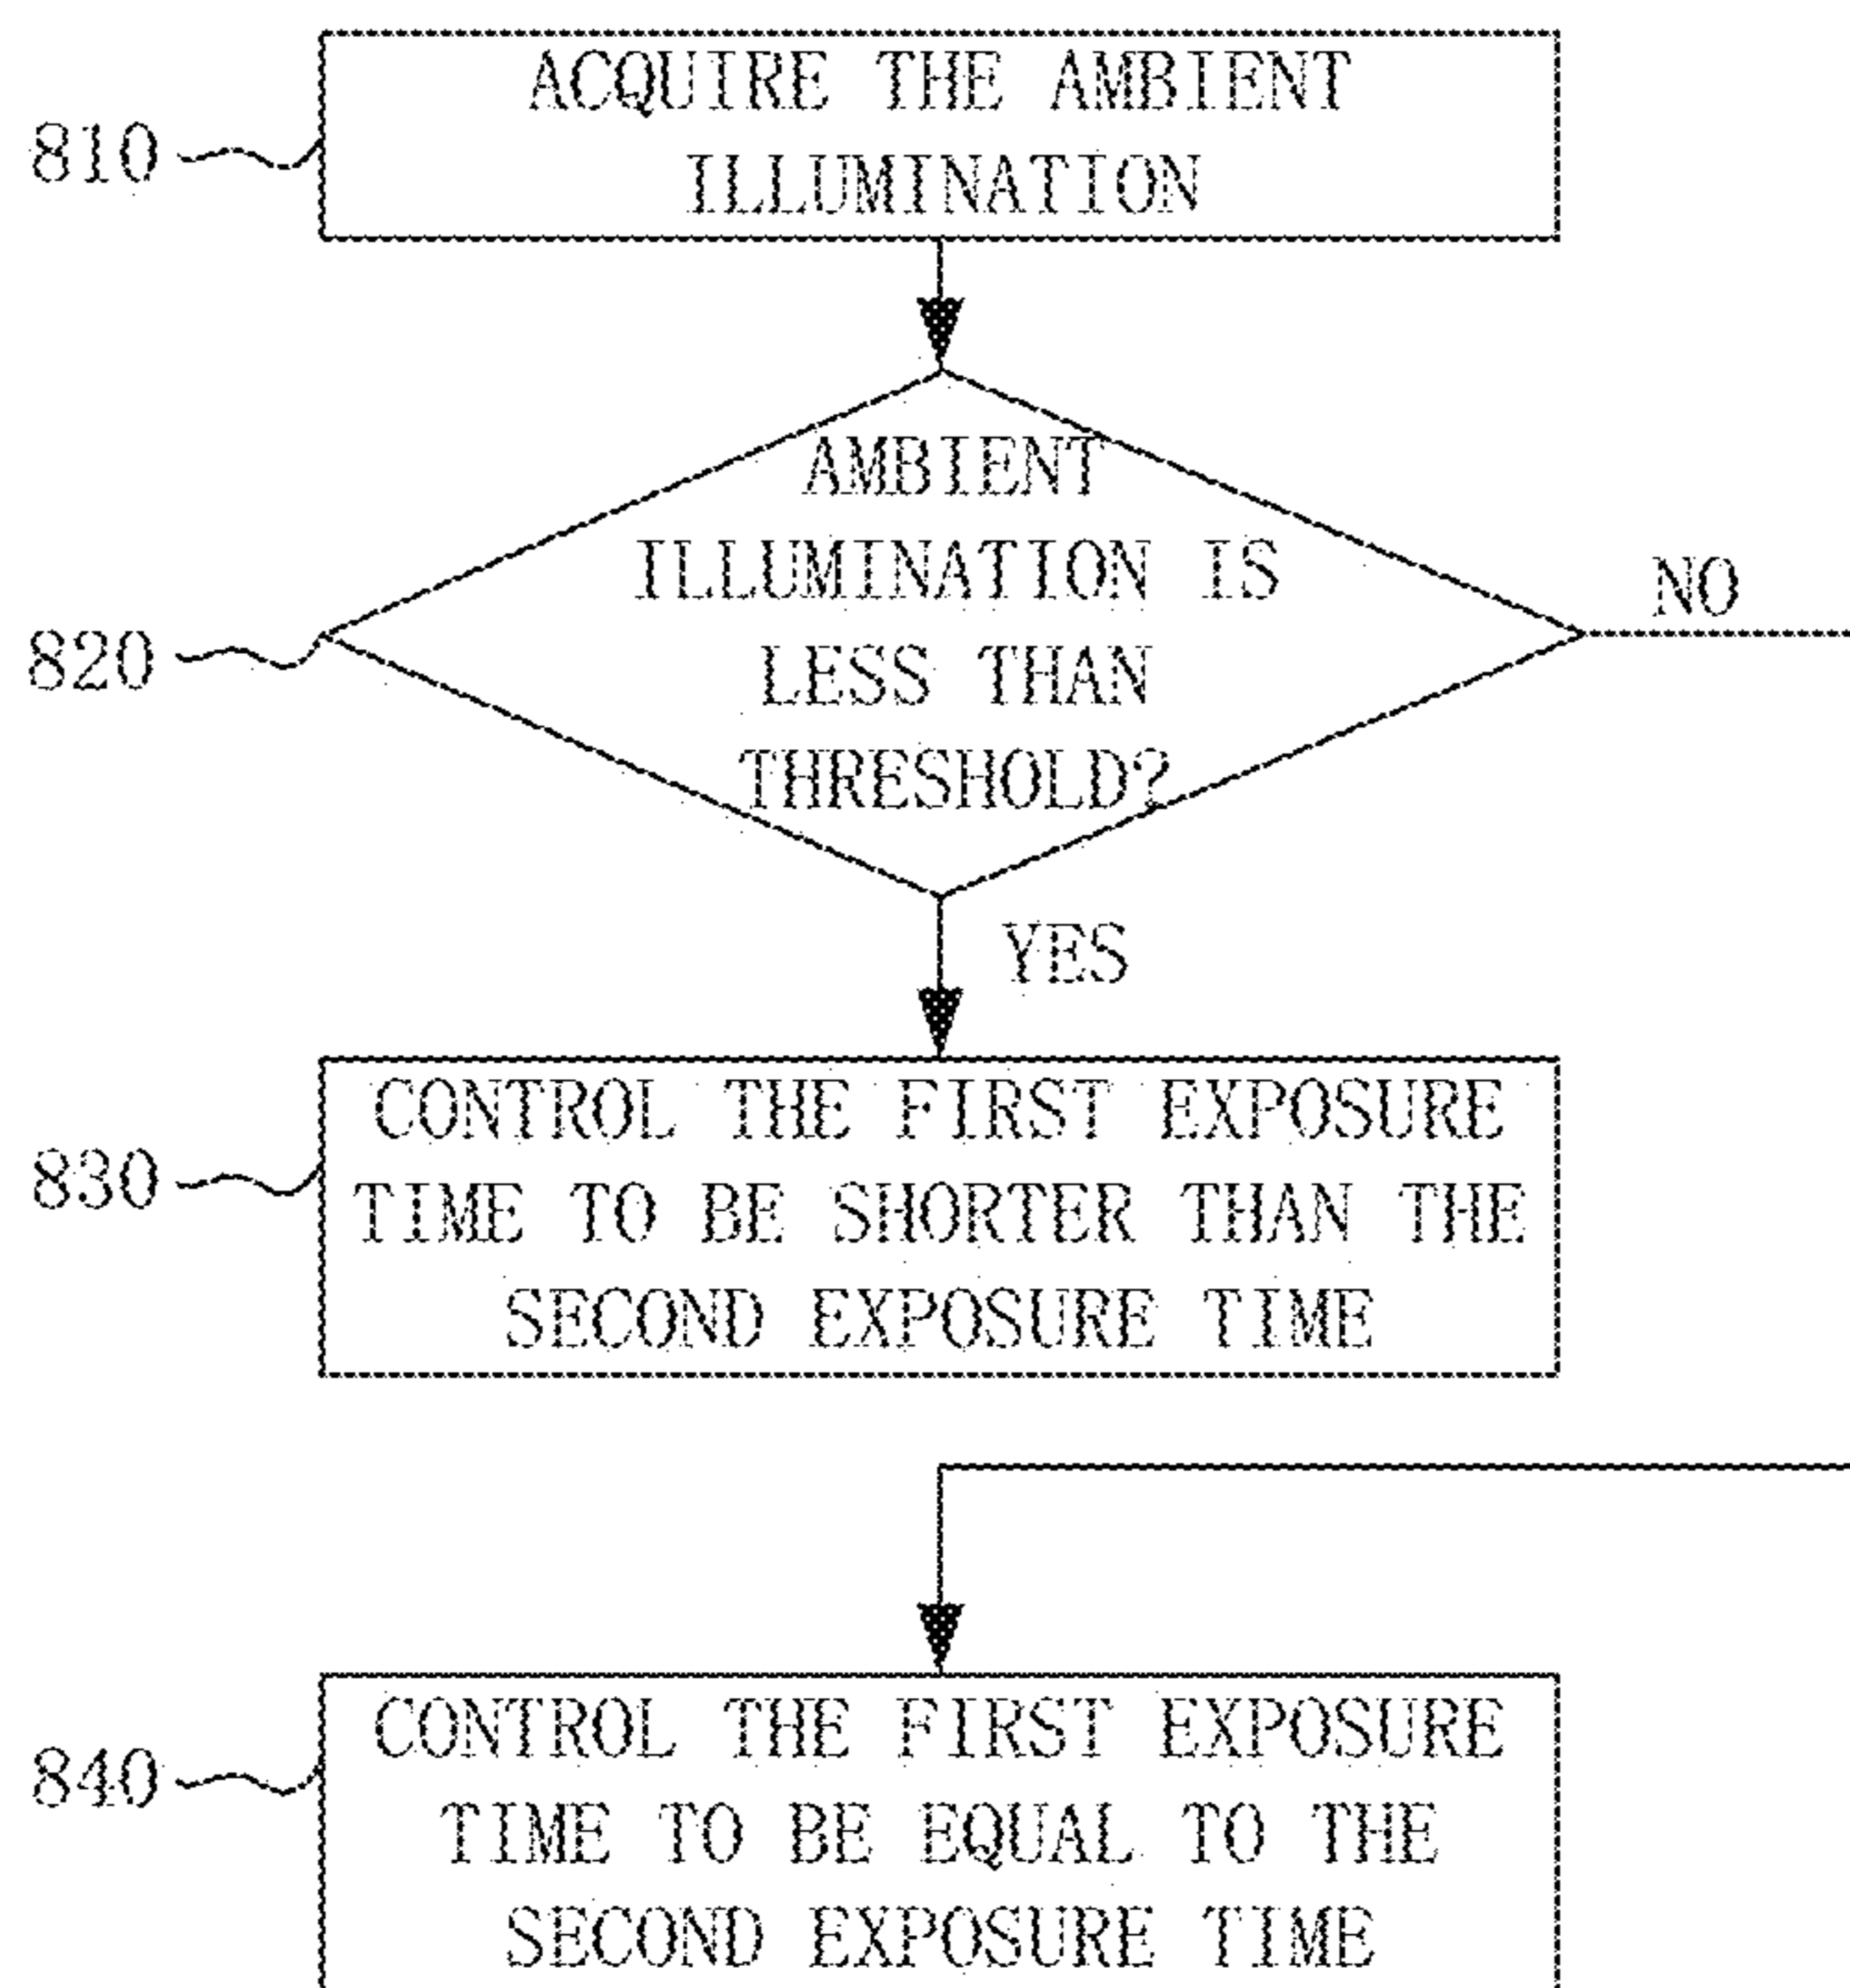 810
ACQUIRE THE AMBIENT
ILLUMINATION
820
AMBIENT
ILLUMINATION IS
LESS THAN
THRESHOLD?
NO
YES
830
CONTROL THE FIRST EXPOSURE
TIME TO BE SHORTER THAN THE
SECOND EXPOSURE TIME
840
CONTROL THE FIRST EXPOSURE
TIME TO BE EQUAL TO THE
SECOND EXPOSURE TIME